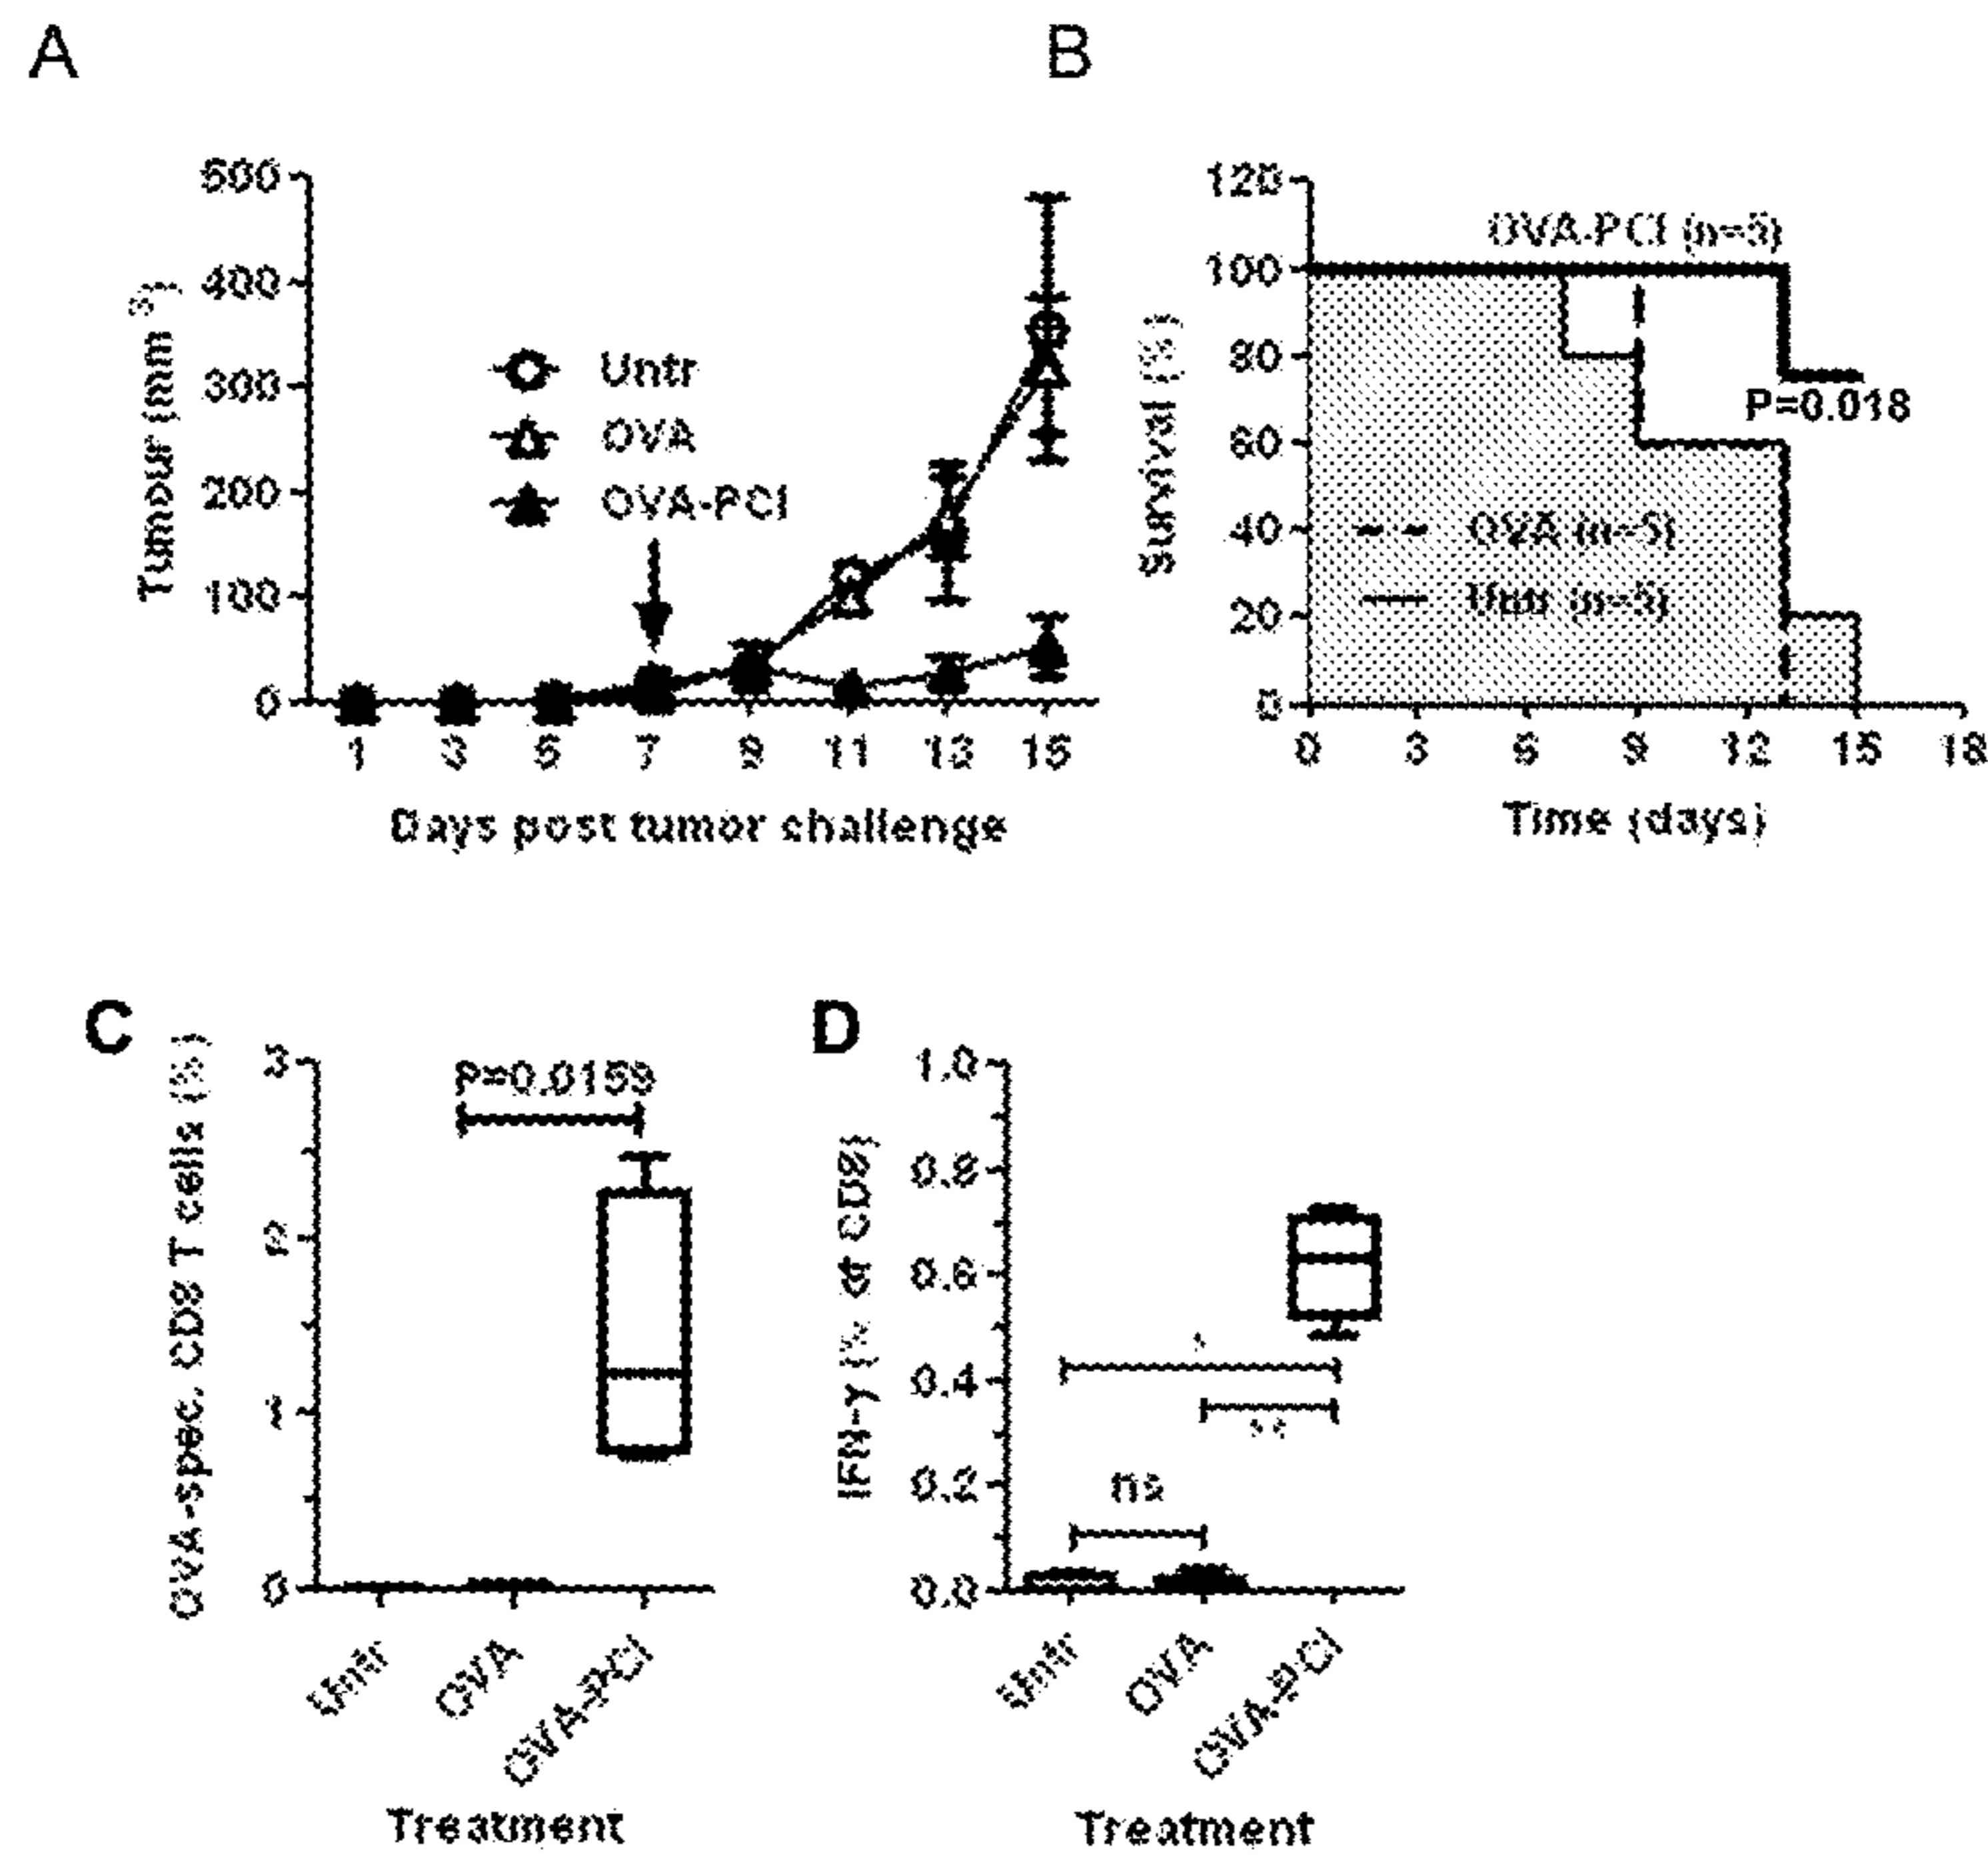 A
B
500
400
300
200
100
0
Tumour (mm³)
Untr
OVA
OVA-PCI
1 3 5 7 9 11 13 15
Days post tumor challenge
120
100
80
60
40
20
0
Survival (%)
OVA-PCI (n=5)
P=0.018
OVA (n=5)
Untr (n=5)
0 3 6 9 12 15 18
Time (days)
C
D
3
2
1
0
OVA-spec. CD8 T cells (%)
P=0.0159
Untr
OVA
OVA-PCI
Treatment
1.0
0.8
0.6
0.4
0.2
0.0
IFN-γ (% of CD8)
*
**
ns
Untr
OVA
OVA-PCI
Treatment